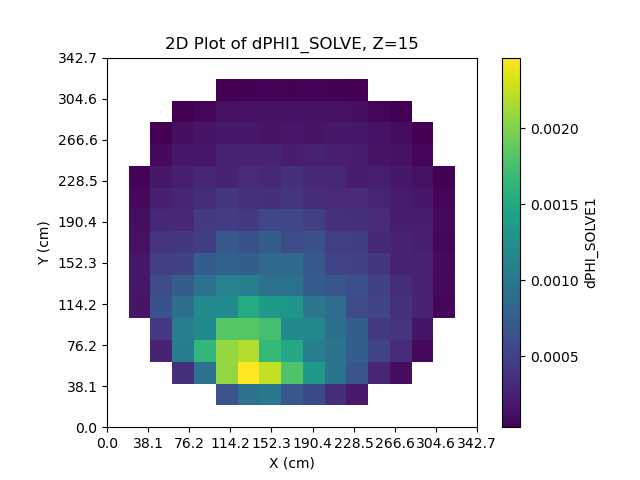 2D Plot of dPHI1_SOLVE, Z=15
342.7
304.6
266.6
228.5
190.4
152.3
114.2
76.2
38.1
0.0
Y (cm)
0.0 38.1 76.2 114.2 152.3 190.4 228.5 266.6 304.6 342.7
X (cm)
0.0020
0.0015
0.0010
0.0005
dPHI_SOLVE1